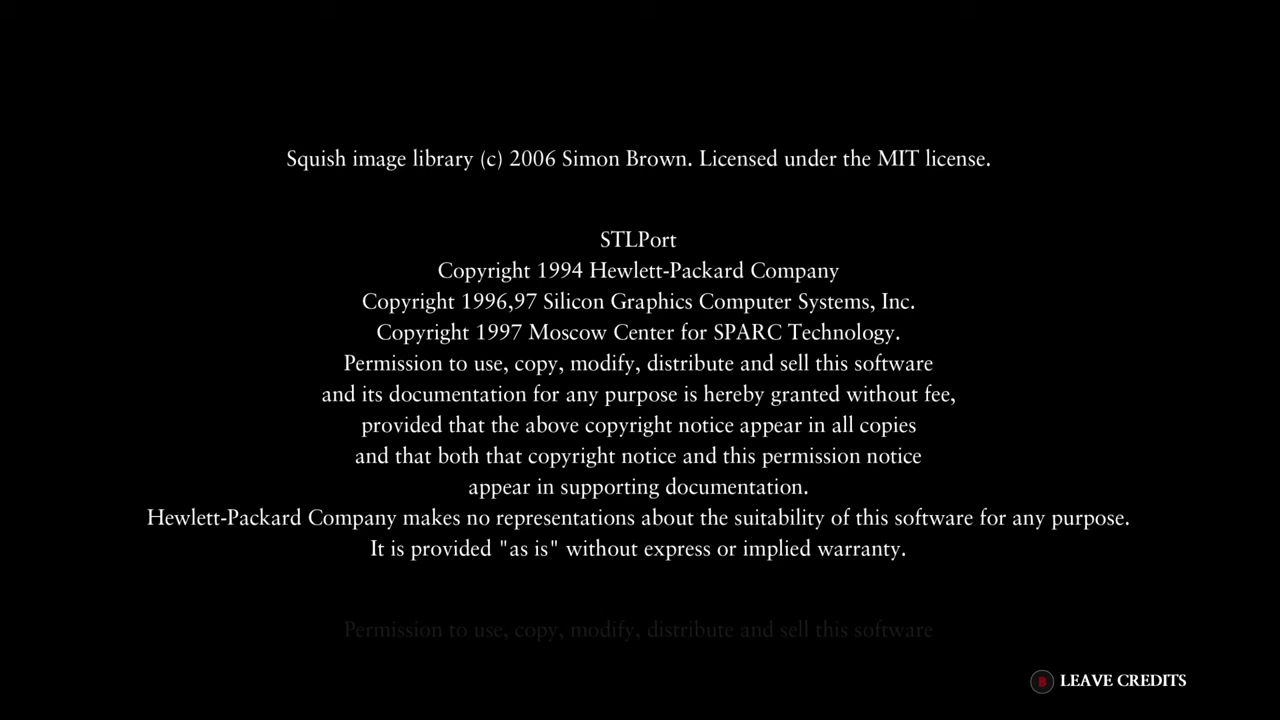 Squish image library (c) 2006 Simon Brown. Licensed under the MIT license.
STLPort
Copyright 1994 Hewlett-Packard Company
Copyright 1996,97 Silicon Graphics Computer Systems, Inc.
Copyright 1997 Moscow Center for SPARC Technology.
Permission to use, copy, modify, distribute and sell this software
and its documentation for any purpose is hereby granted without fee,
provided that the above copyright notice appear in all copies
and that both that copyright notice and this permission notice
appear in supporting documentation.
Hewlett-Packard Company makes no representations about the suitability of this software for any purpose.
It is provided "as is" without express or implied warranty.
Permission to use, copy, modify, distribute and sell this software
B LEAVE CREDITS